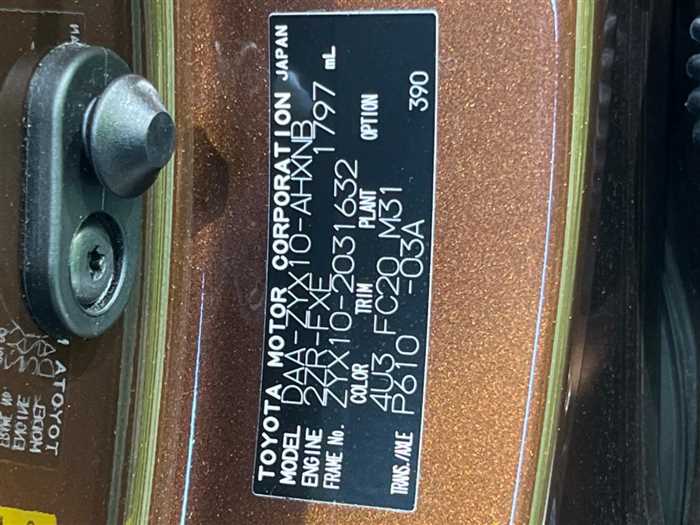 TOYOTA MOTOR CORPORATION JAPAN
MODEL DAA-ZYX10-AHXNB
ENGINE 2ZR-FXE 1797 mL
FRAME No. ZYX10-2031632
COLOR TRIM PLANT OPTION
4U3 FC20 M31 390
TRANS./AXLE P610 -03A